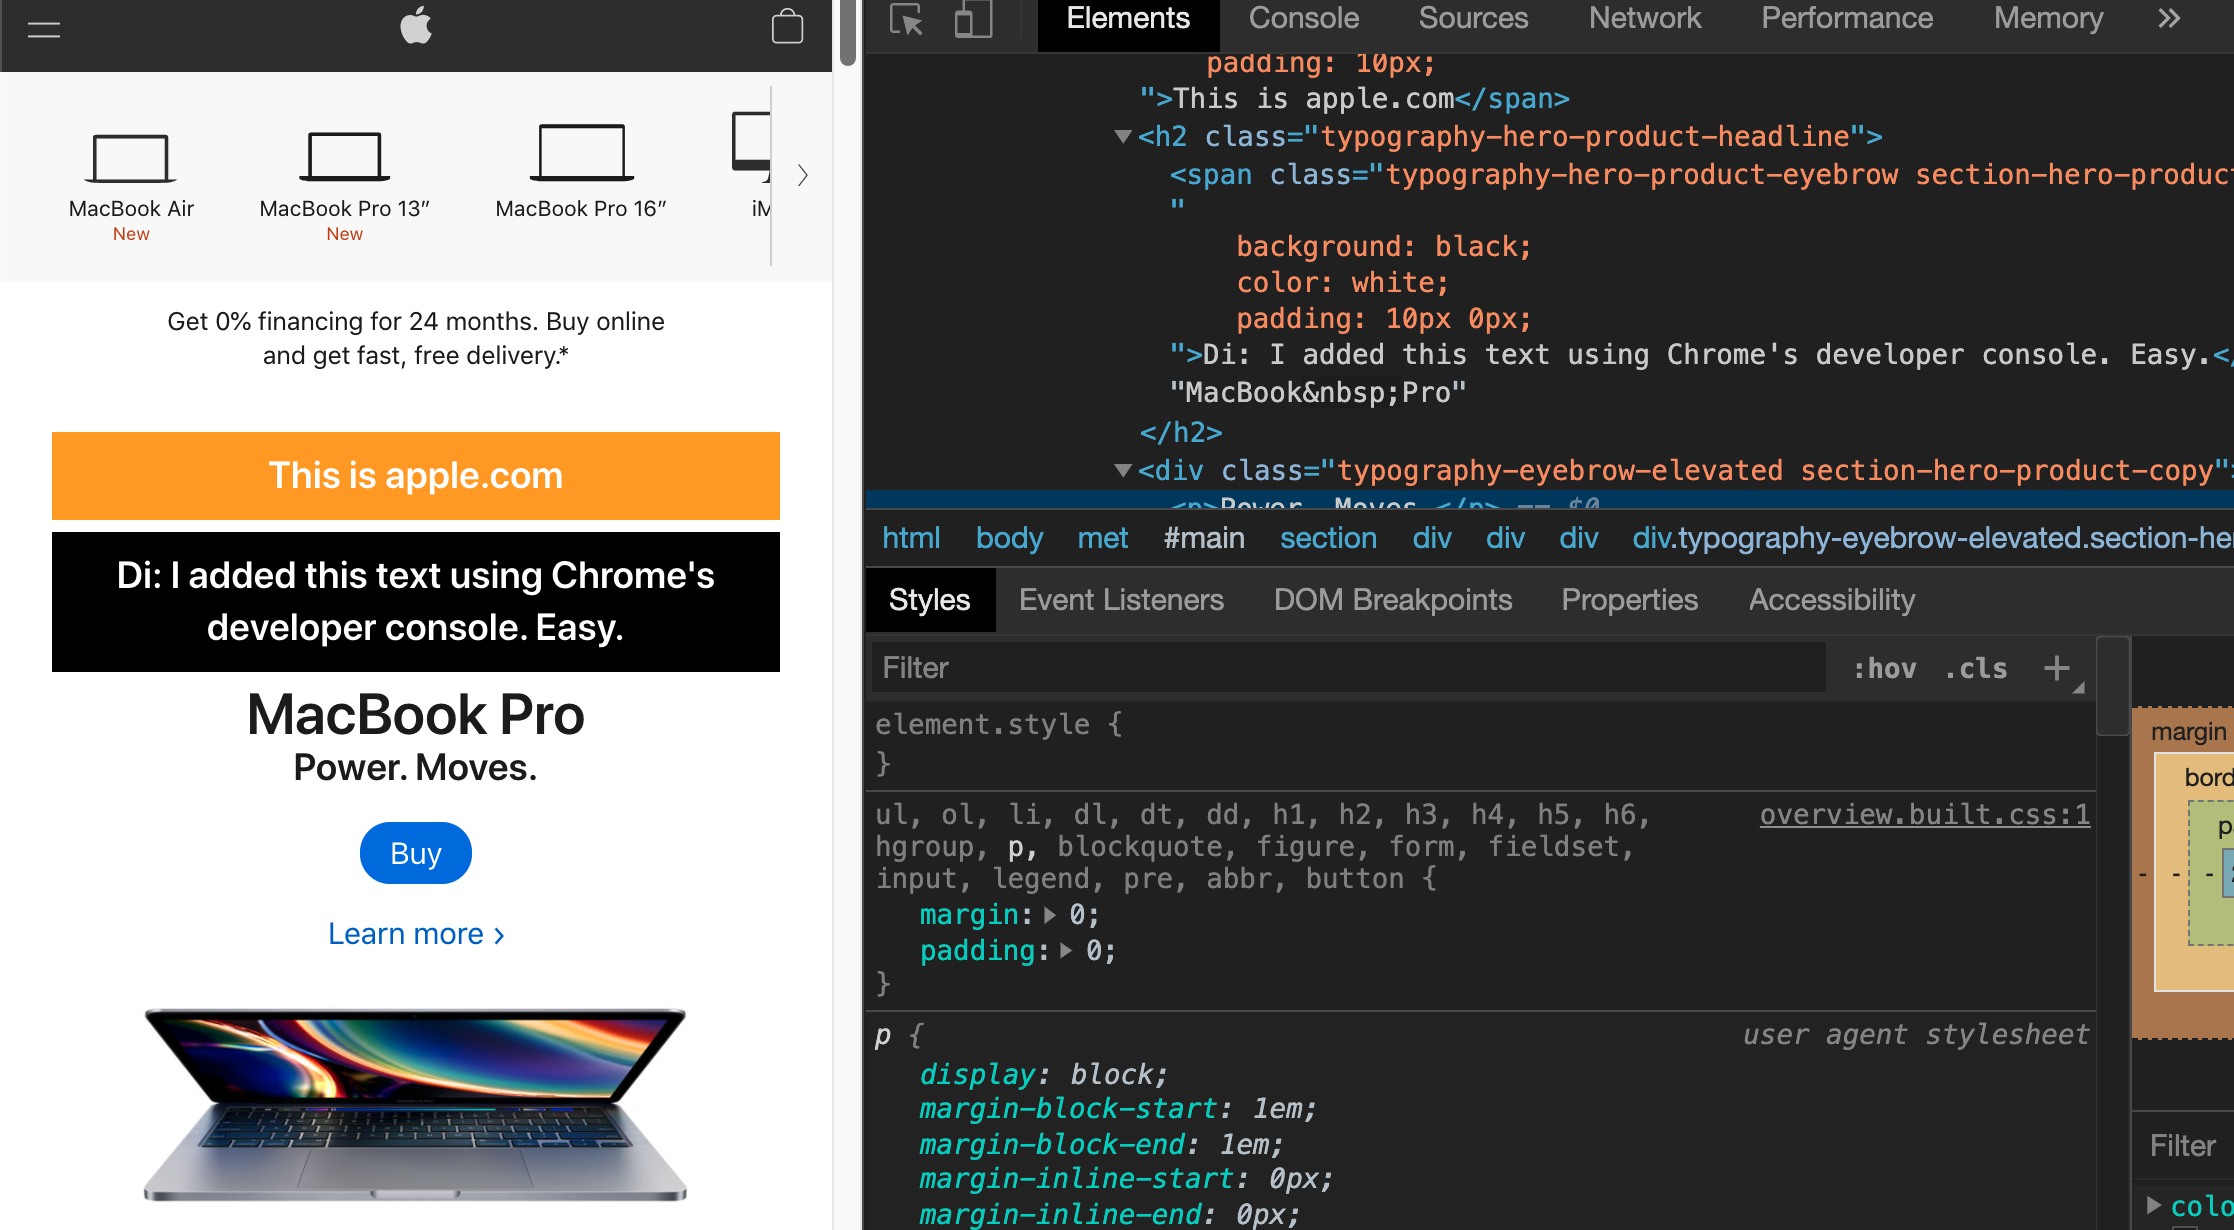 MacBook Air
New
MacBook Pro 13”
New
MacBook Pro 16”
Get 0% financing for 24 months. Buy online
and get fast, free delivery.*
This is apple.com
Di: I added this text using Chrome's
developer console. Easy.
MacBook Pro
Power. Moves.
Buy
Learn more ›
Elements Console Sources Network Performance Memory »
padding: 10px;
">This is apple.com</span>
▼<h2 class="typography-hero-product-headline">
<span class="typography-hero-product-eyebrow section-hero-product
"
background: black;
color: white;
padding: 10px 0px;
">Di: I added this text using Chrome's developer console. Easy.</
"MacBook&nbsp;Pro"
</h2>
▼<div class="typography-eyebrow-elevated section-hero-product-copy">
<p>Power. Moves.</p> == $0
html body met #main section div div div div.typography-eyebrow-elevated.section-her
Styles Event Listeners DOM Breakpoints Properties Accessibility
Filter :hov .cls +
element.style {
}
ul, ol, li, dl, dt, dd, h1, h2, h3, h4, h5, h6, overview.built.css:1
hgroup, p, blockquote, figure, form, fieldset,
input, legend, pre, abbr, button {
margin: ▶ 0;
padding: ▶ 0;
}
p { user agent stylesheet
display: block;
margin-block-start: 1em;
margin-block-end: 1em;
margin-inline-start: 0px;
margin-inline-end: 0px;
margin
bord
- - -
Filter
▶ colo